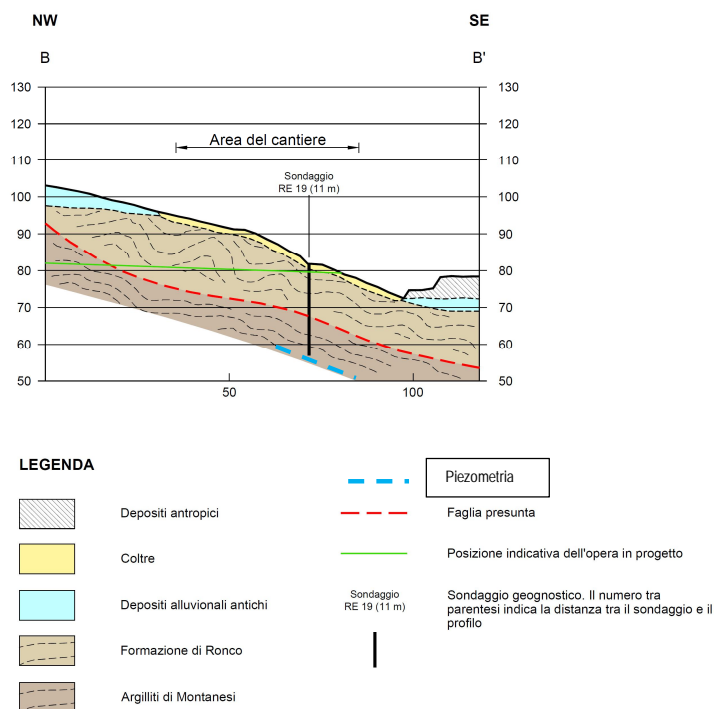 NW
SE
B
B'
130
130
120
120
Area del cantiere
110
110
Sondaggio
RE 19 (11 m)
100
100
90
90
80
80
70
70
60
60
50
50
50
100
LEGENDA
Piezometria
Depositi antropici
Faglia presunta
Coltre
Posizione indicativa dell'opera in progetto
Depositi alluvionali antichi
Sondaggio
RE 19 (11 m)
Sondaggio geognostico. Il numero tra
parentesi indica la distanza tra il sondaggio e il
profilo
Formazione di Ronco
Argilliti di Montanesi